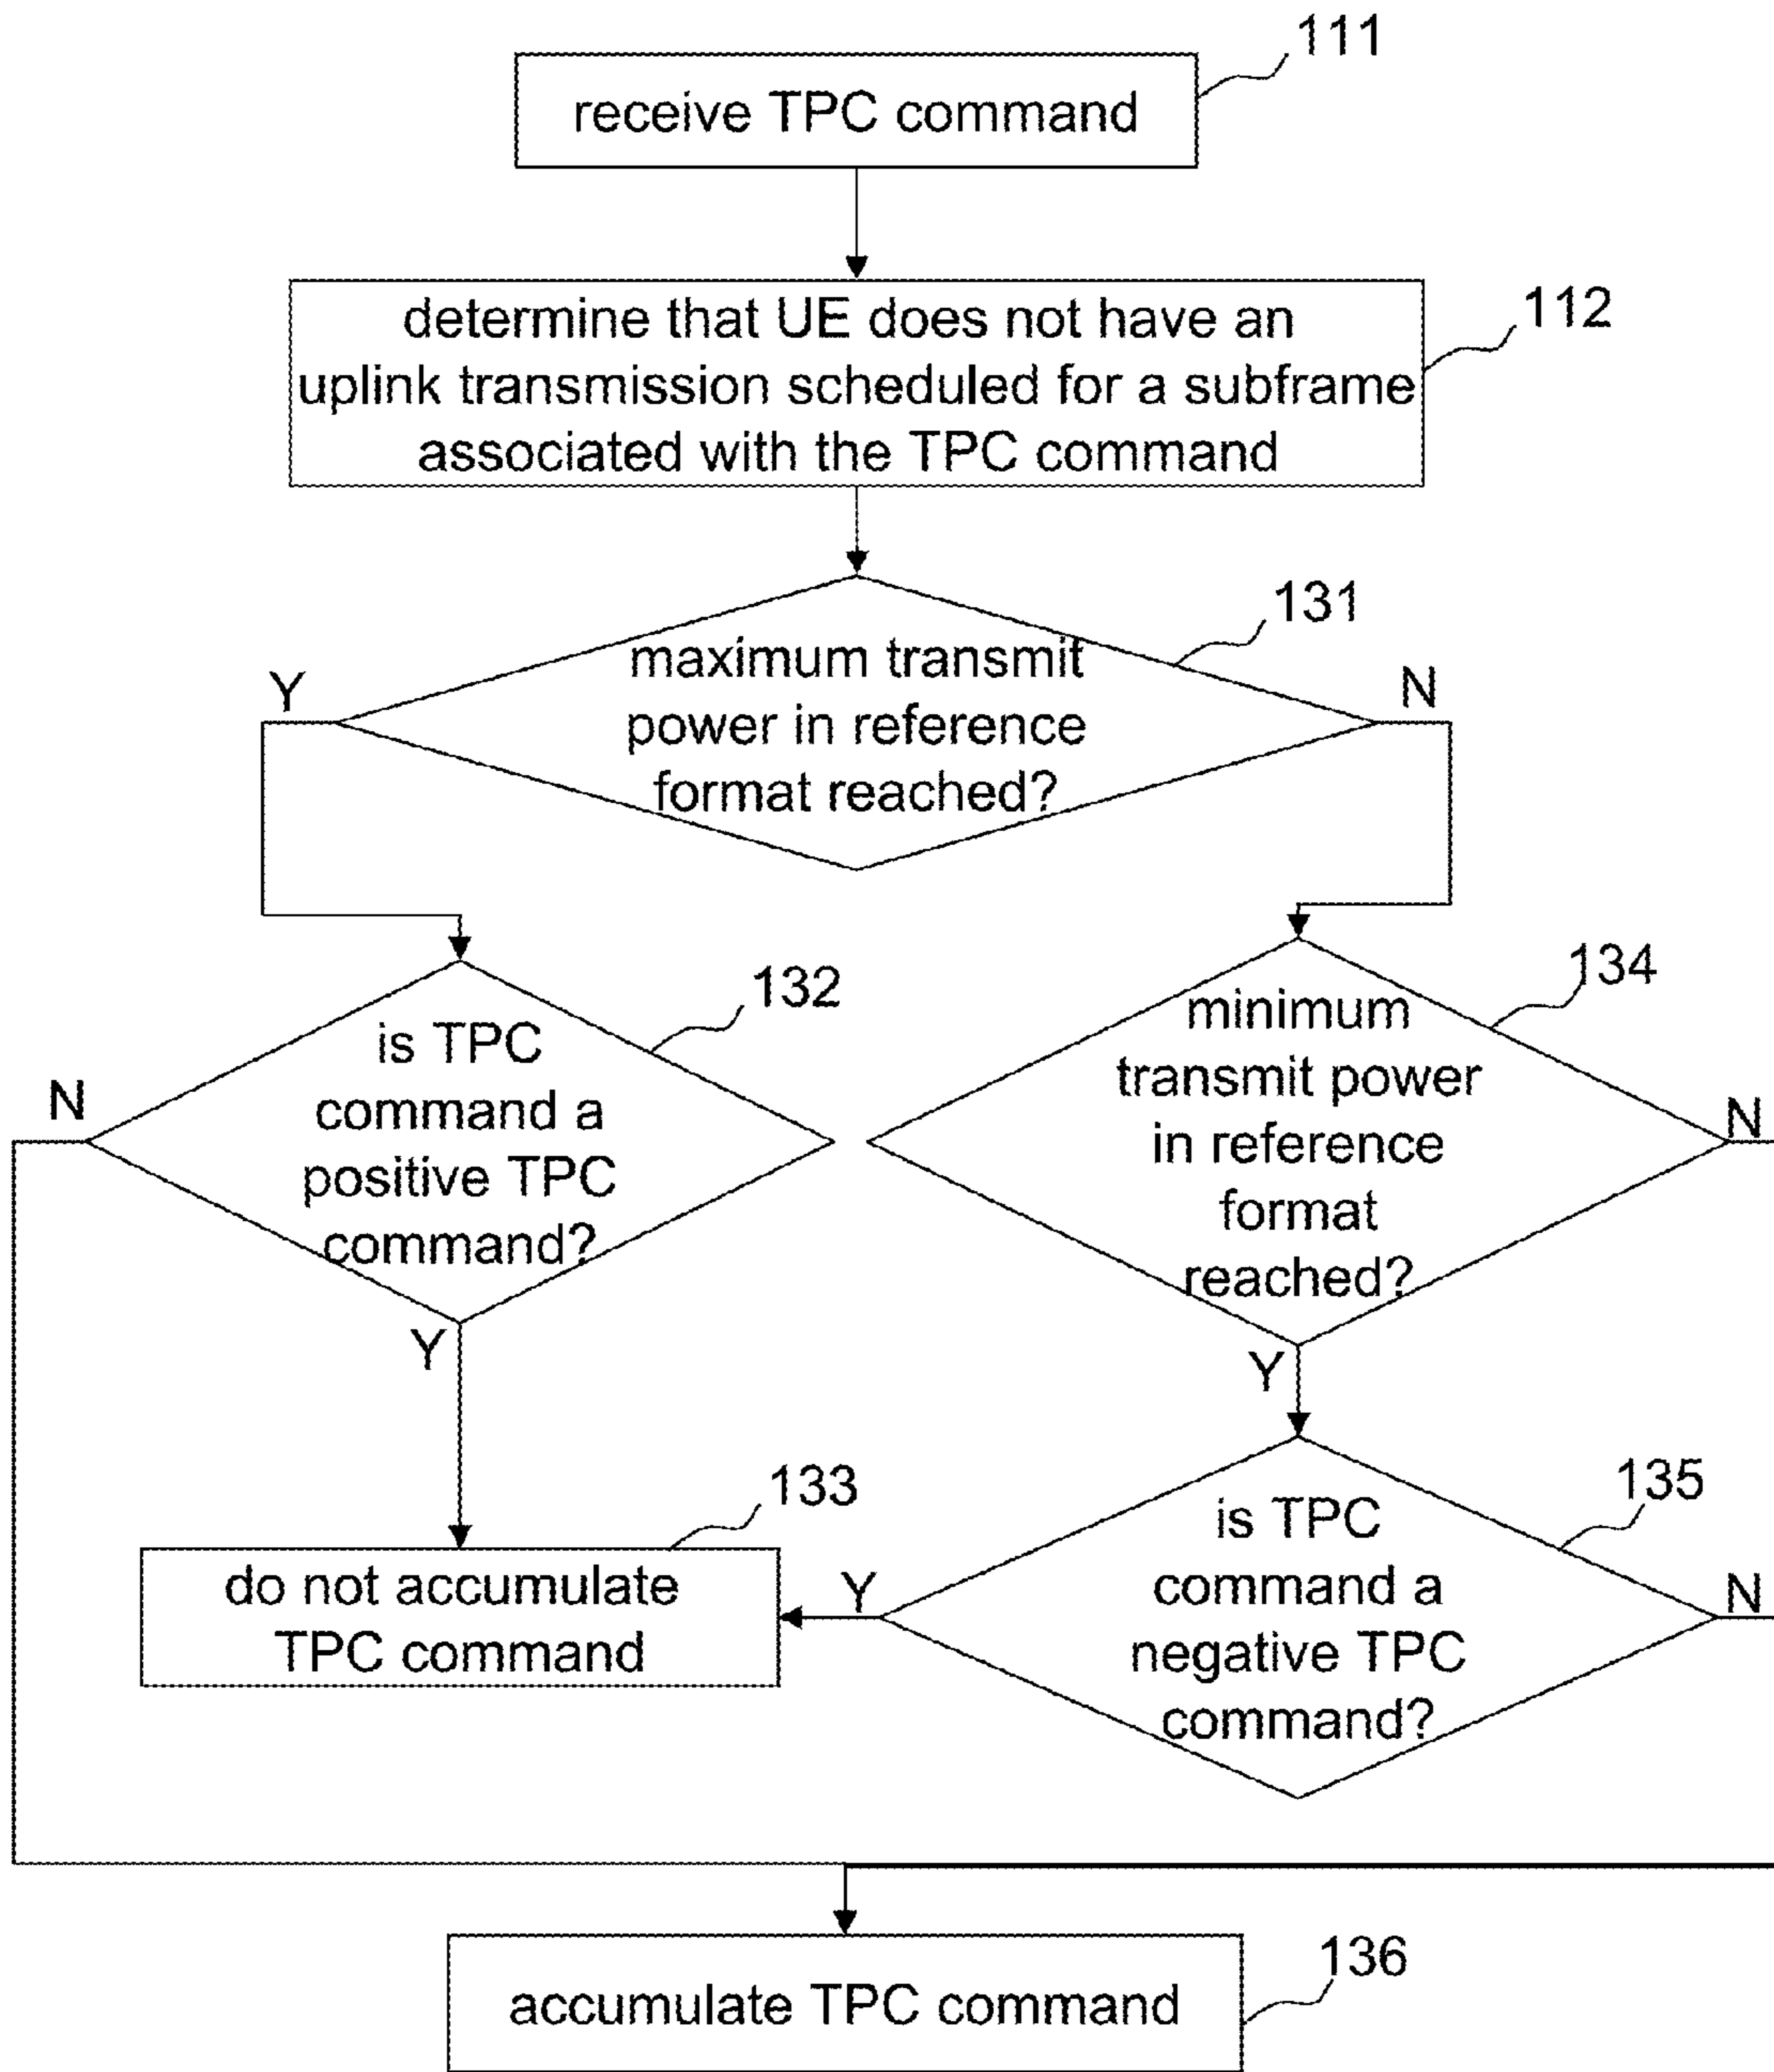 111
receive TPC command
112
determine that UE does not have an
uplink transmission scheduled for a subframe
associated with the TPC command
131
maximum transmit
power in reference
format reached?
Y
N
132
is TPC
command a
positive TPC
command?
N
Y
134
minimum
transmit power
in reference
format
reached?
N
Y
133
do not accumulate
TPC command
135
is TPC
command a
negative TPC
command?
Y
N
136
accumulate TPC command